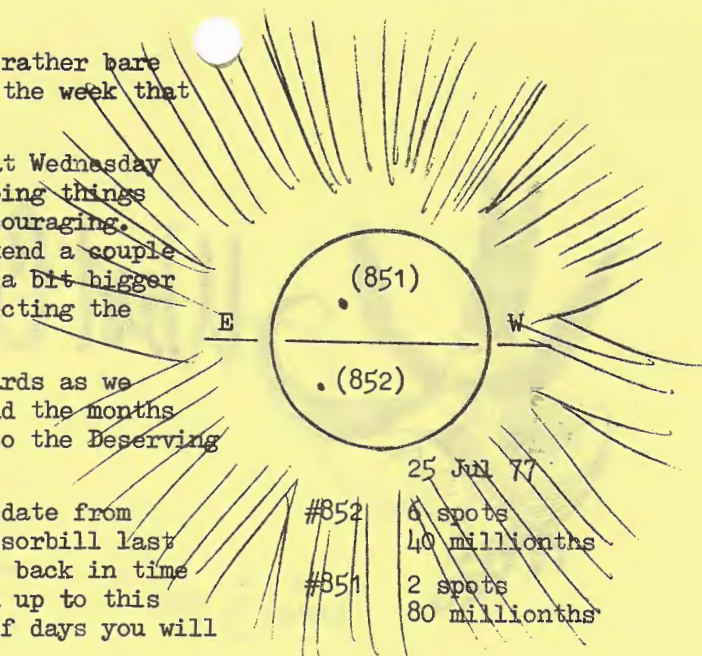 rather bare
the week that
t Wednesday
ping things
ouraging.
tend a couple
a bit bigger
cting the
rds as we
d the months
o the Deserving
date from
sorbill last
back in time
up to this
f days you will
(851)
E
W
(852)
25 Jul 77
#852 6 spots
40 millionths
#851 2 spots
80 millionths